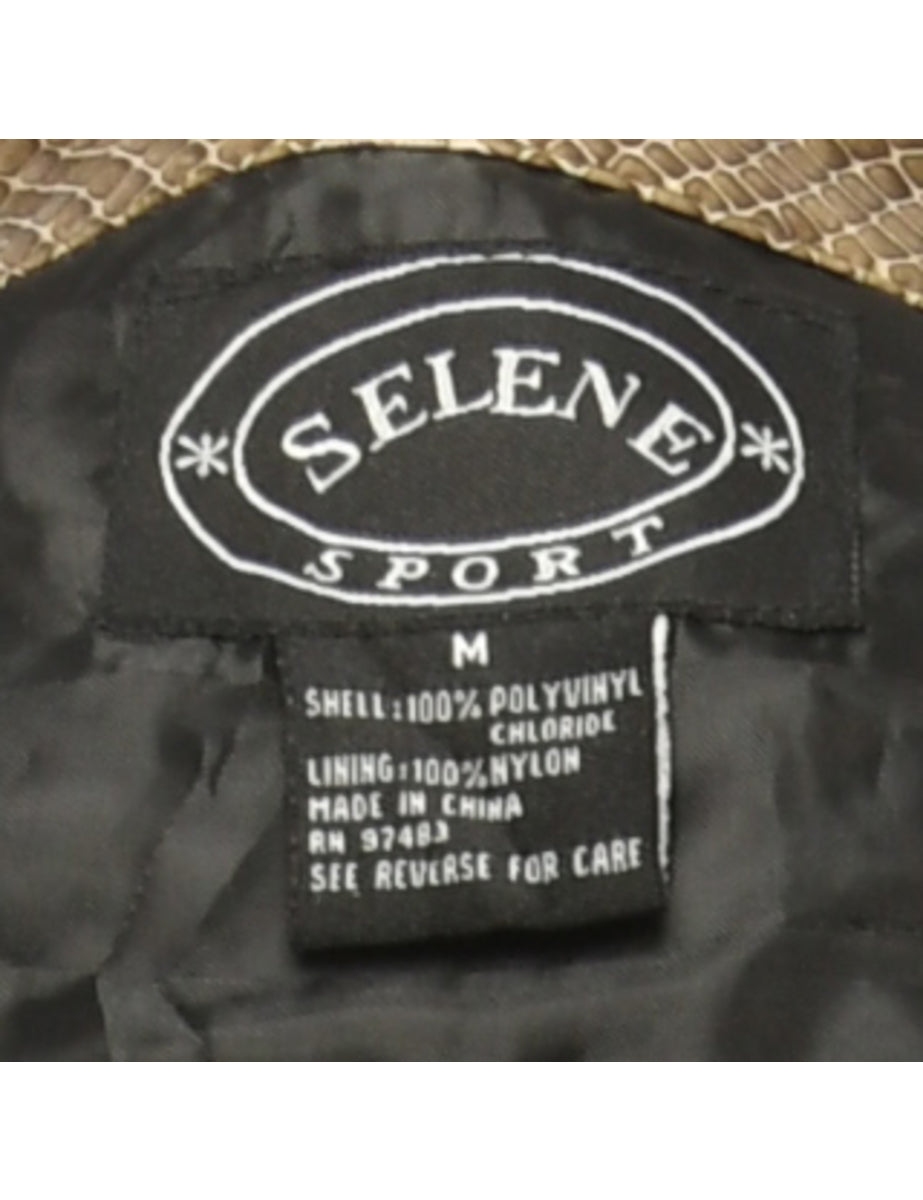 SELENE
SPORT
M
SHELL:100% POLYVINYL
CHLORIDE
LINING:100%NYLON
MADE IN CHINA
RN 97483
SEE REVERSE FOR CARE